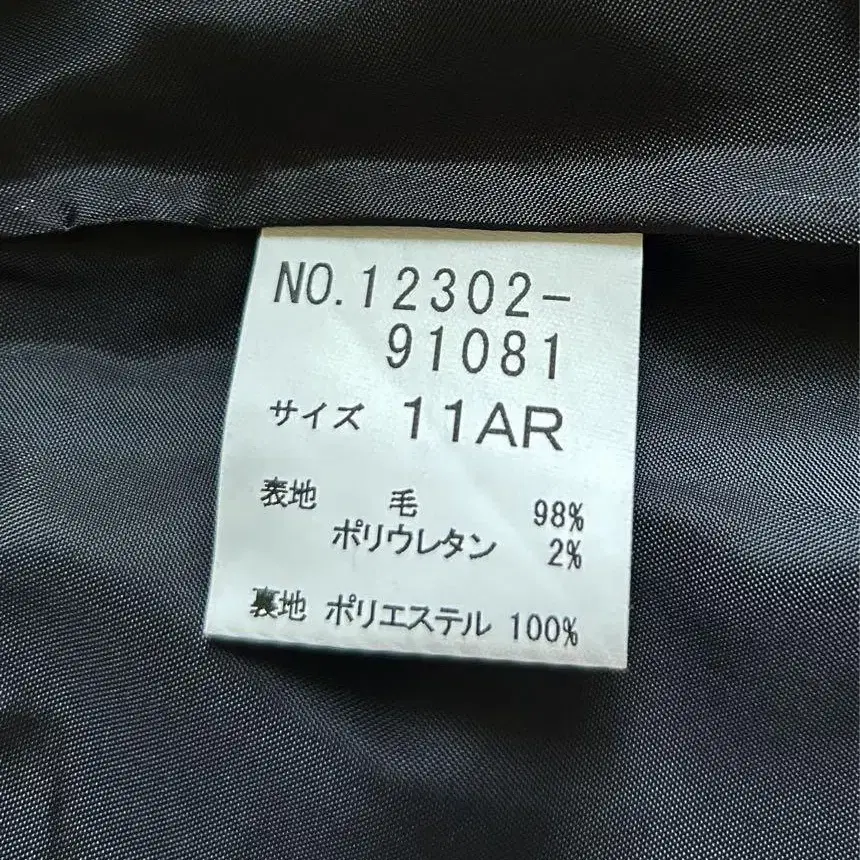 NO.12302-
91081
サイズ 11AR
表地 毛 98%
ポリウレタン 2%
裏地 ポリエステル 100%